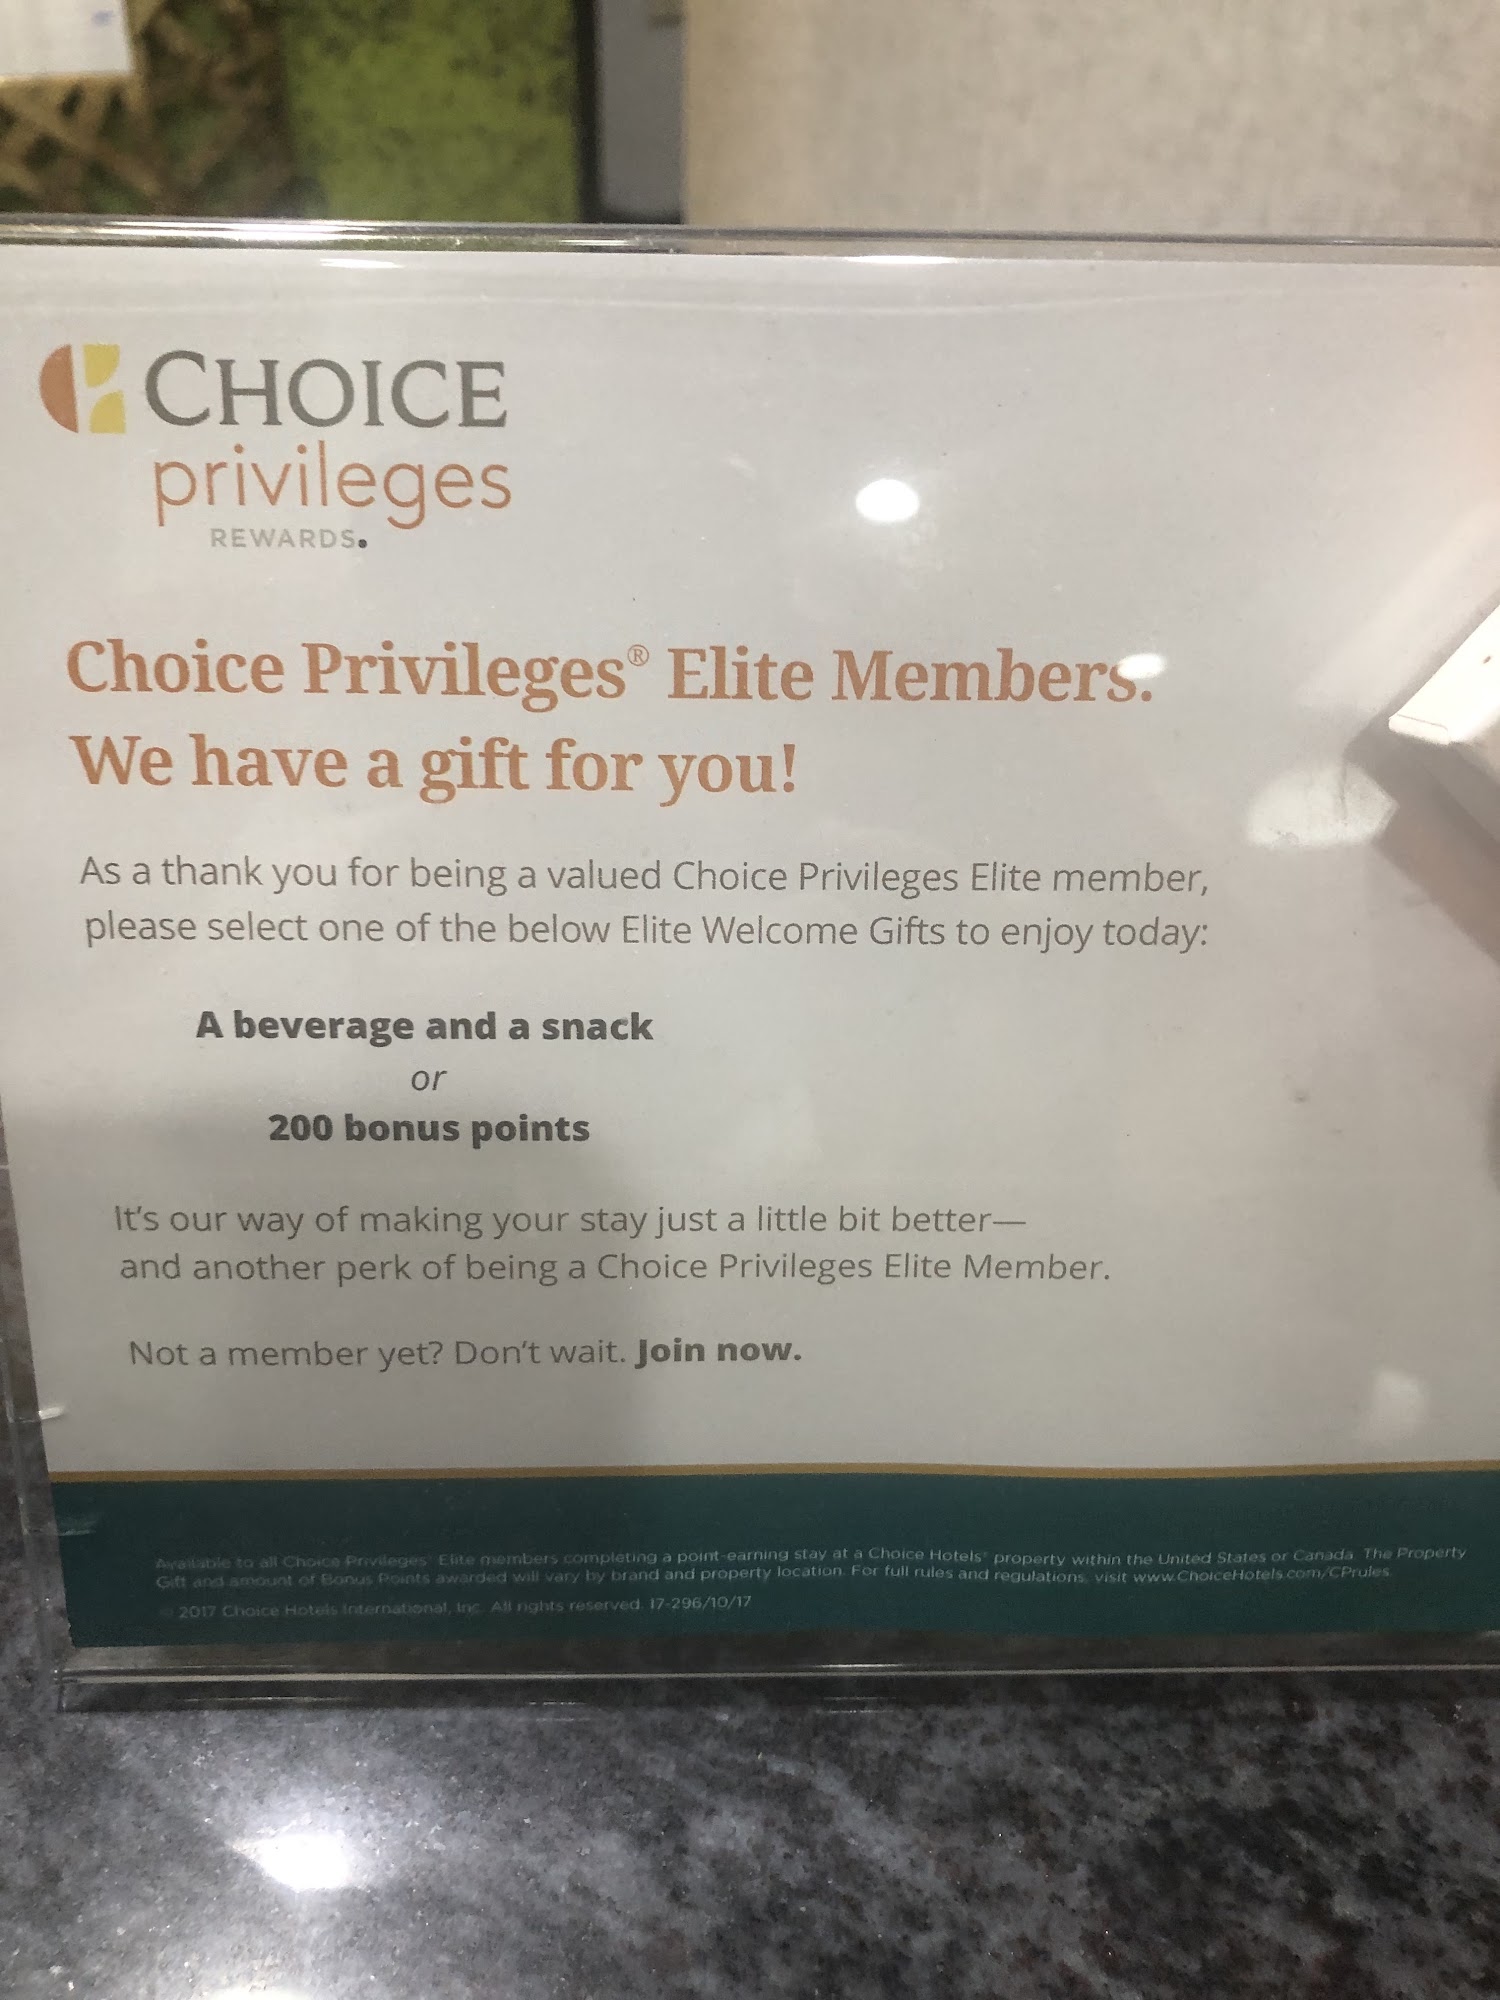 CHOICE
privileges
REWARDS.
Choice Privileges® Elite Members.
We have a gift for you!
As a thank you for being a valued Choice Privileges Elite member,
please select one of the below Elite Welcome Gifts to enjoy today:
A beverage and a snack
or
200 bonus points
It's our way of making your stay just a little bit better—
and another perk of being a Choice Privileges Elite Member.
Not a member yet? Don't wait. Join now.
Available to all Choice Privileges® Elite members completing a point-earning stay at a Choice Hotels® property within the United States or Canada. The Property
Gift and amount of Bonus Points awarded will vary by brand and property location. For full rules and regulations, visit www.ChoiceHotels.com/CPrules.
© 2017 Choice Hotels International, Inc. All rights reserved. 17-296/10/17